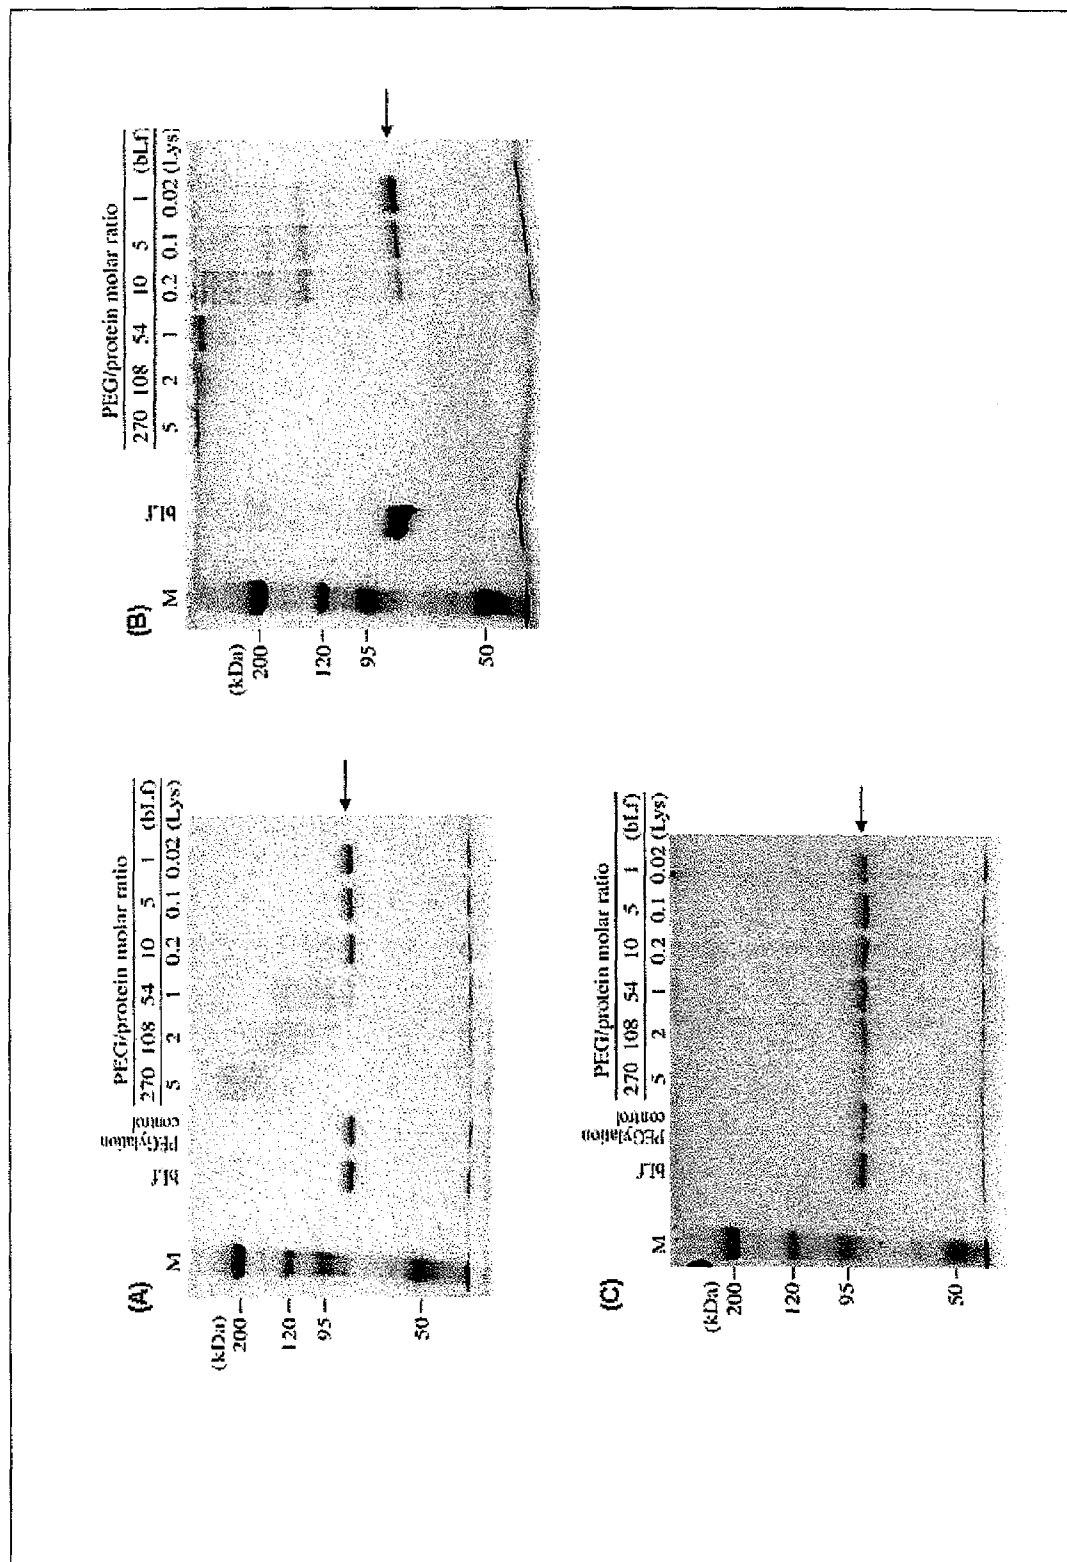 (A)
PEG/protein molar ratio
270 108 54 10 5 1 (bLf)
M bLf PEGylation control 5 2 1 0.2 0.1 0.02 (Lys)
(kDa)
200
120
95
50
(B)
PEG/protein molar ratio
270 108 54 10 5 1 (bLf)
M bLf 5 2 1 0.2 0.1 0.02 (Lys)
(kDa)
200
120
95
50
(C)
PEG/protein molar ratio
270 108 54 10 5 1 (bLf)
M bLf PEGylation control 5 2 1 0.2 0.1 0.02 (Lys)
(kDa)
200
120
95
50